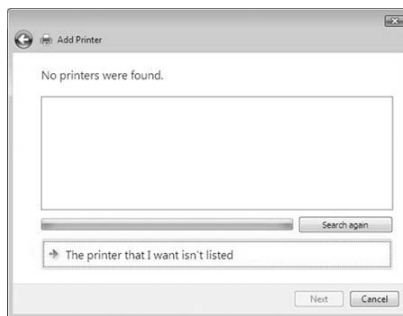 Add Printer
No printers were found.
Search again
The printer that I want isn't listed
Next
Cancel